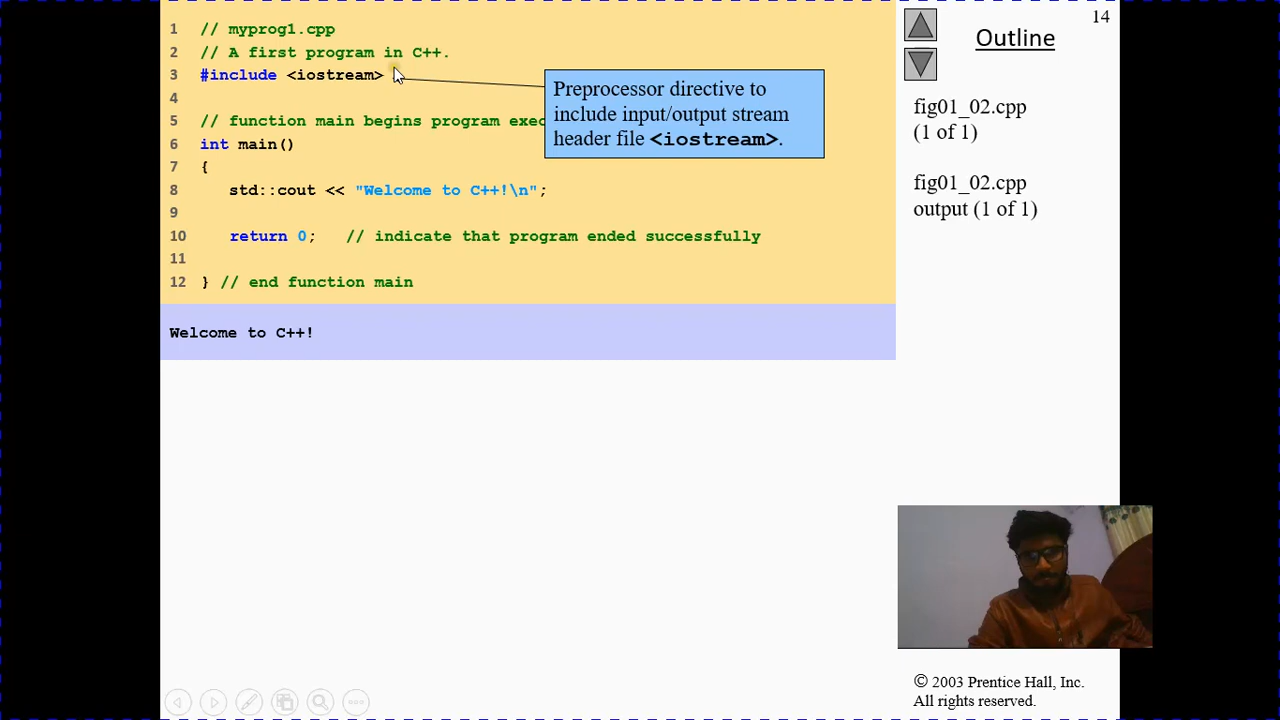 14
Outline
1 // myprog1.cpp
2 // A first program in C++.
3 #include <iostream>
4
5 // function main begins program exec
6 int main()
7 {
8 std::cout << "Welcome to C++!\n";
9
10 return 0; // indicate that program ended successfully
11
12 } // end function main
Preprocessor directive to
include input/output stream
header file <iostream>.
Welcome to C++!
fig01_02.cpp
(1 of 1)
fig01_02.cpp
output (1 of 1)
© 2003 Prentice Hall, Inc.
All rights reserved.